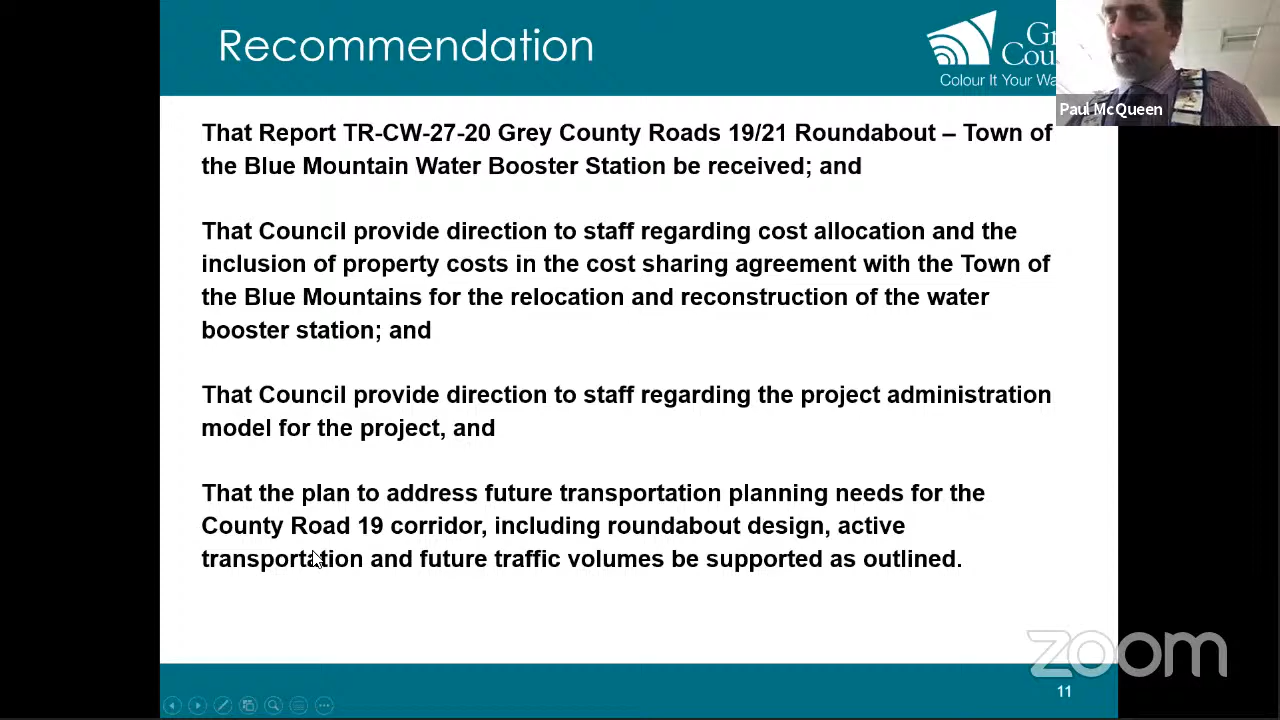 Recommendation
Colour It Your
Paul McQueen
That Report TR-CW-27-20 Grey County Roads 19/21 Roundabout – Town of
the Blue Mountain Water Booster Station be received; and
That Council provide direction to staff regarding cost allocation and the
inclusion of property costs in the cost sharing agreement with the Town of
the Blue Mountains for the relocation and reconstruction of the water
booster station; and
That Council provide direction to staff regarding the project administration
model for the project, and
That the plan to address future transportation planning needs for the
County Road 19 corridor, including roundabout design, active
transportation and future traffic volumes be supported as outlined.
zoom
11